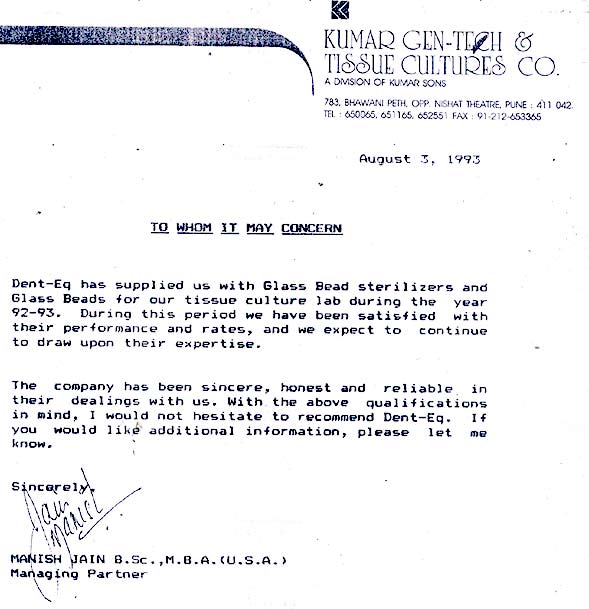 KUMAR GEN-TECH &
TISSUE CULTURES CO.
A DIVISION OF KUMAR SONS
783, BHAWANI PETH, OPP. NISHAT THEATRE, PUNE : 411 042.
TEL : 650065, 651165, 652551 FAX : 91-212-653365
August 3, 1993
TO WHOM IT MAY CONCERN
Dent-Eq has supplied us with Glass Bead sterilizers and
Glass Beads for our tissue culture lab during the year
92-93. During this period we have been satisfied with
their performance and rates, and we expect to continue
to draw upon their expertise.
The company has been sincere, honest and reliable in
their dealings with us. With the above qualifications
in mind, I would not hesitate to recommend Dent-Eq. If
you would like additional information, please let me
know.
Sincerely,
Jain
Manish
MANISH JAIN B.Sc.,M.B.A.(U.S.A.)
Managing Partner